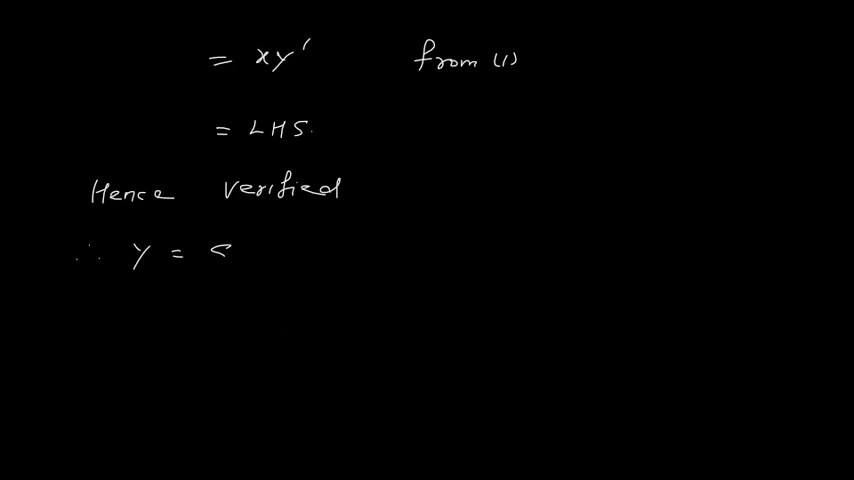 = xy' from (1)
= LHS.
Hence verified
∴ y = s